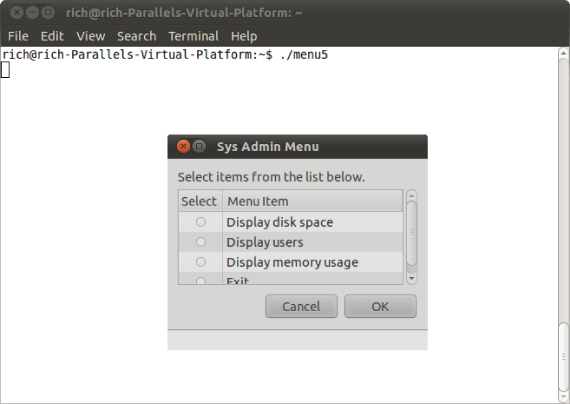 rich@rich-Parallels-Virtual-Platform: ~
File Edit View Search Terminal Help
rich@rich-Parallels-Virtual-Platform:~$ ./menu5
Sys Admin Menu
Select items from the list below.
Select Menu Item
Display disk space
Display users
Display memory usage
Exit
Cancel OK